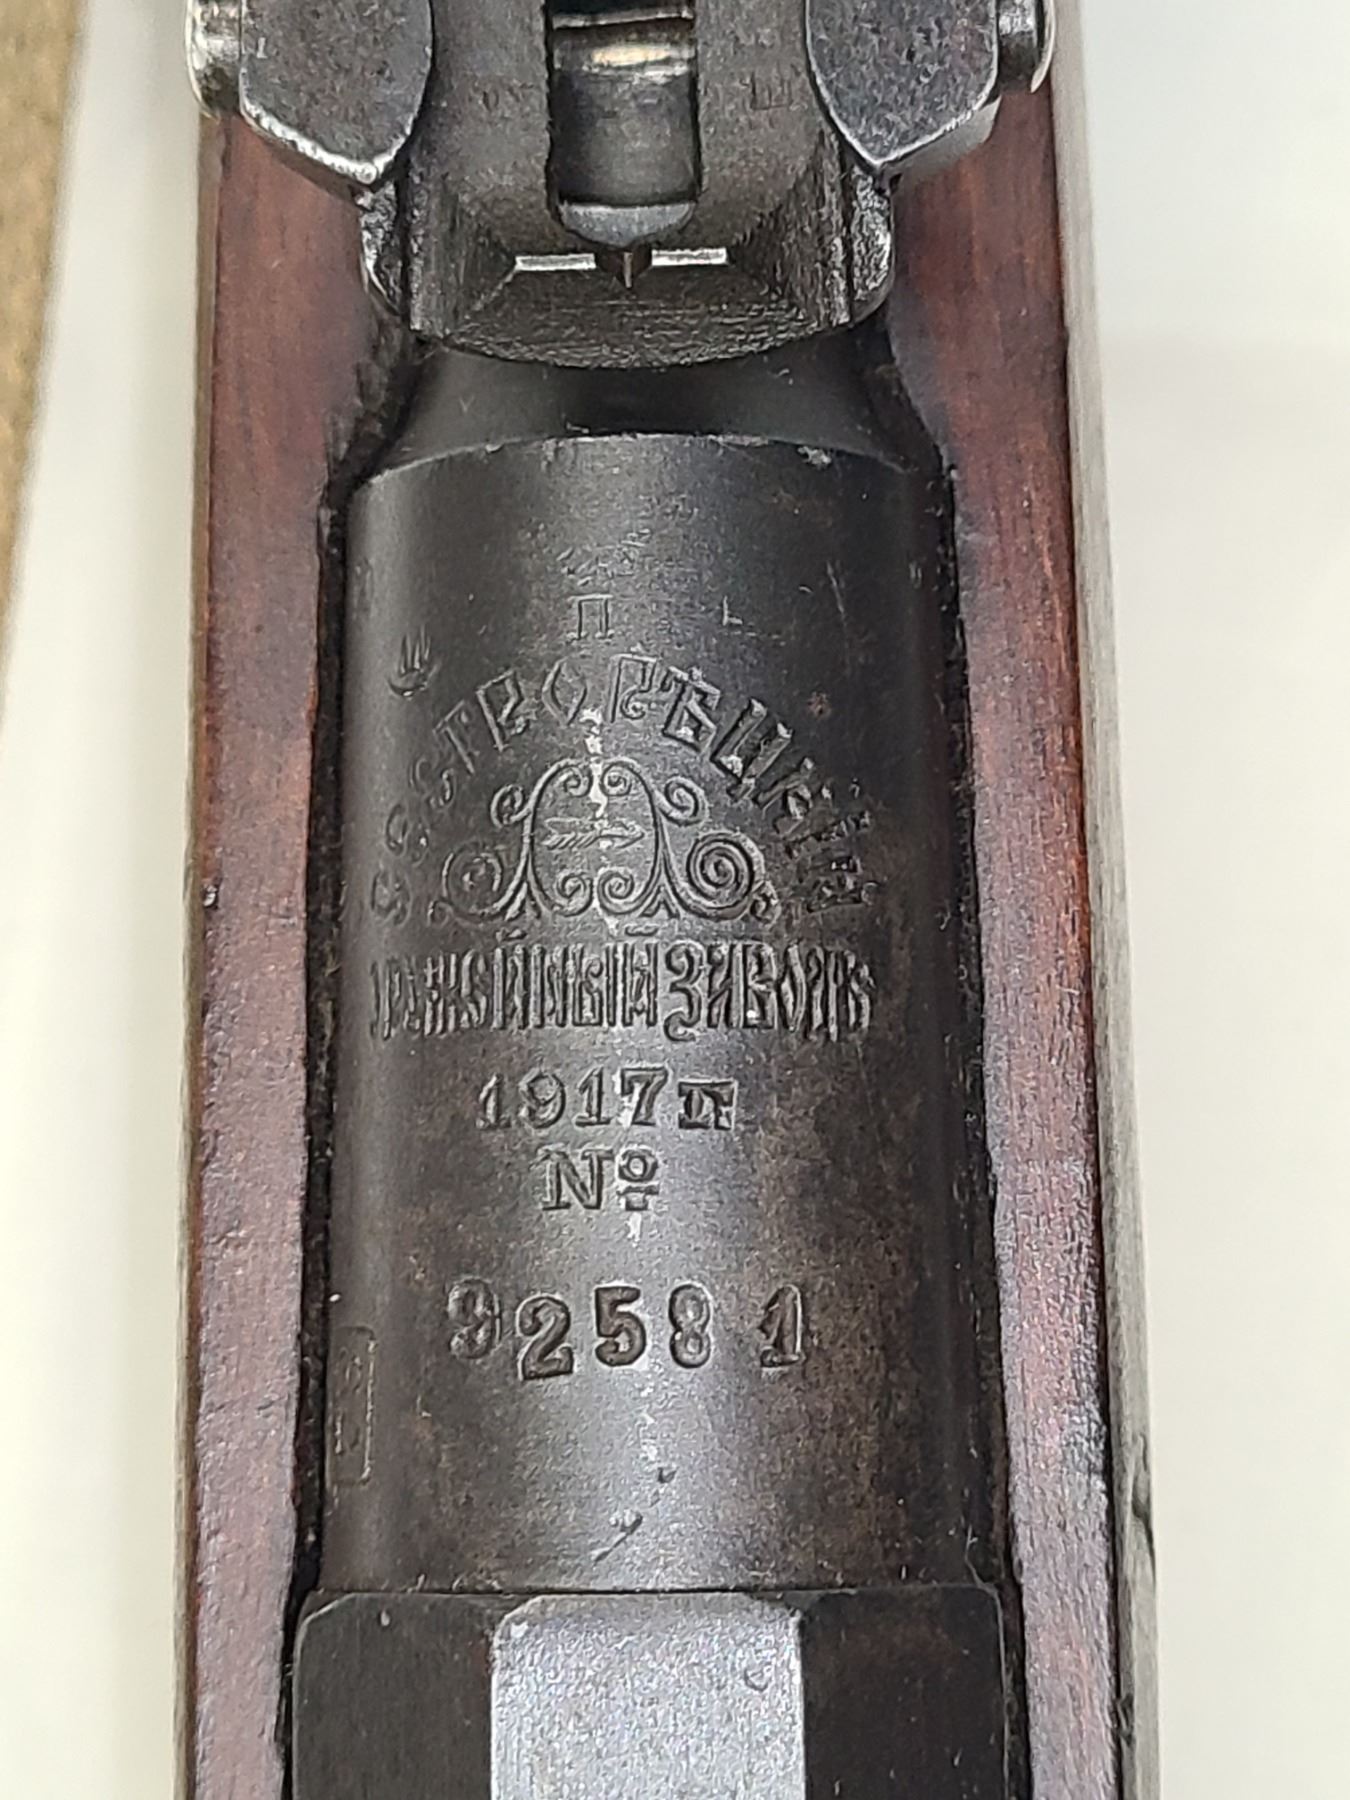 П
СЕСТРОРѢЦКІЙ
ОРУЖЕЙНЫЙ ЗАВОДЪ
1917 г.
№
92581